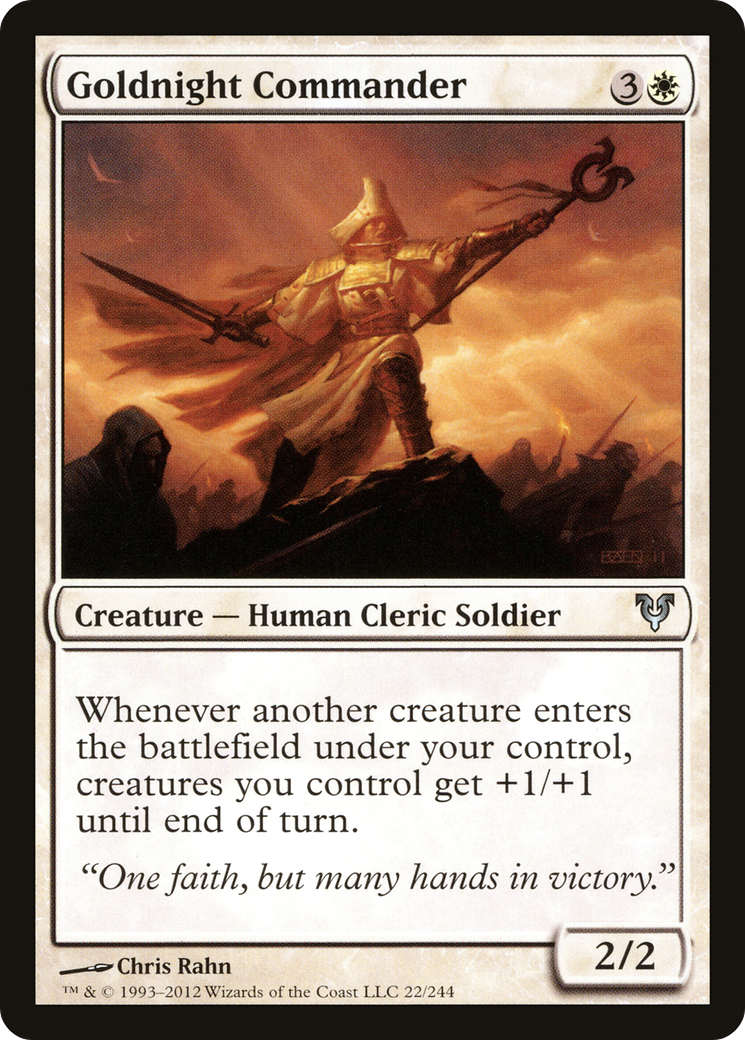 Goldnight Commander 3
Creature — Human Cleric Soldier
Whenever another creature enters
the battlefield under your control,
creatures you control get +1/+1
until end of turn.
“One faith, but many hands in victory.”
2/2
Chris Rahn
™ & © 1993–2012 Wizards of the Coast LLC 22/244